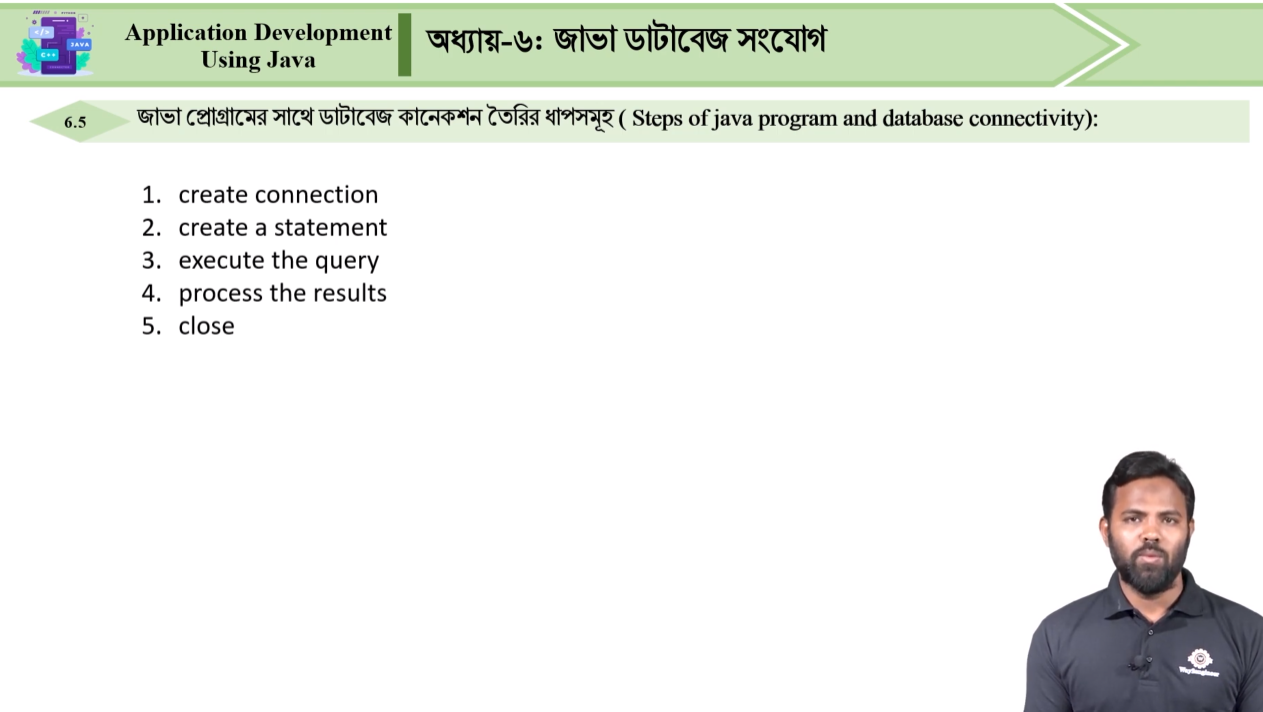 Application Development
Using Java
অধ্যায়-৬: জাভা ডাটাবেজ সংযোগ
JAVA
</>
C++
6.5
জাভা প্রোগ্রামের সাথে ডাটাবেজ কানেকশন তৈরির ধাপসমূহ ( Steps of java program and database connectivity):
1. create connection
2. create a statement
3. execute the query
4. process the results
5. close